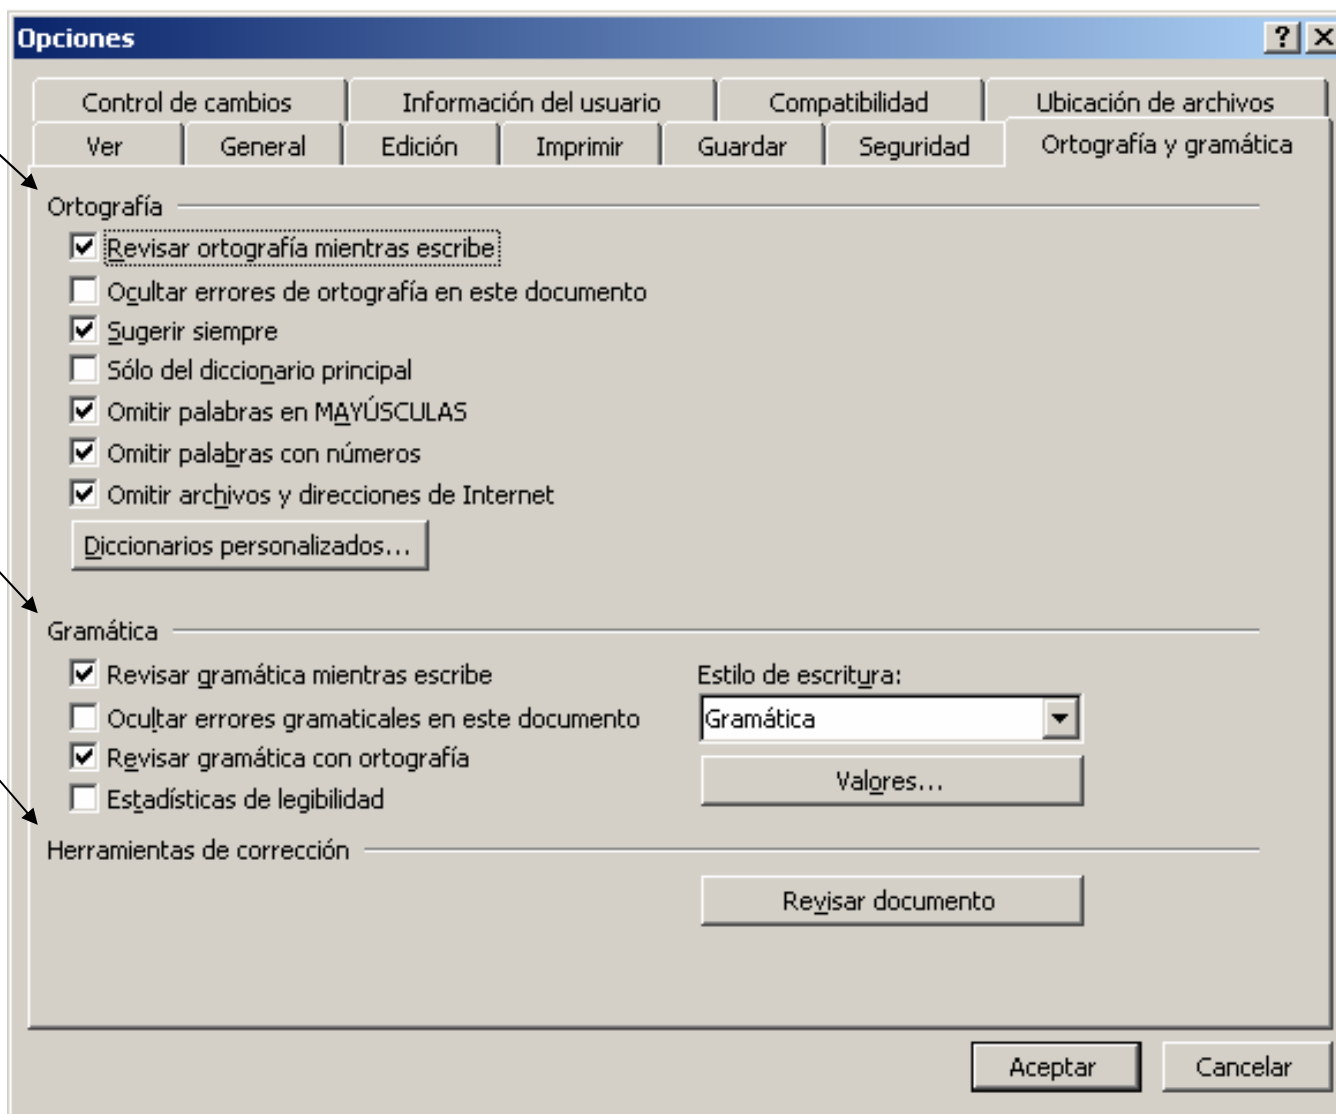 Opciones
Control de cambios Información del usuario Compatibilidad Ubicación de archivos
Ver General Edición Imprimir Guardar Seguridad Ortografía y gramática
Ortografía
Revisar ortografía mientras escribe
Ocultar errores de ortografía en este documento
Sugerir siempre
Sólo del diccionario principal
Omitir palabras en MAYÚSCULAS
Omitir palabras con números
Omitir archivos y direcciones de Internet
Diccionarios personalizados...
Gramática
Revisar gramática mientras escribe Estilo de escritura:
Ocultar errores gramaticales en este documento Gramática
Revisar gramática con ortografía
Valores...
Estadísticas de legibilidad
Herramientas de corrección
Revisar documento
Aceptar Cancelar